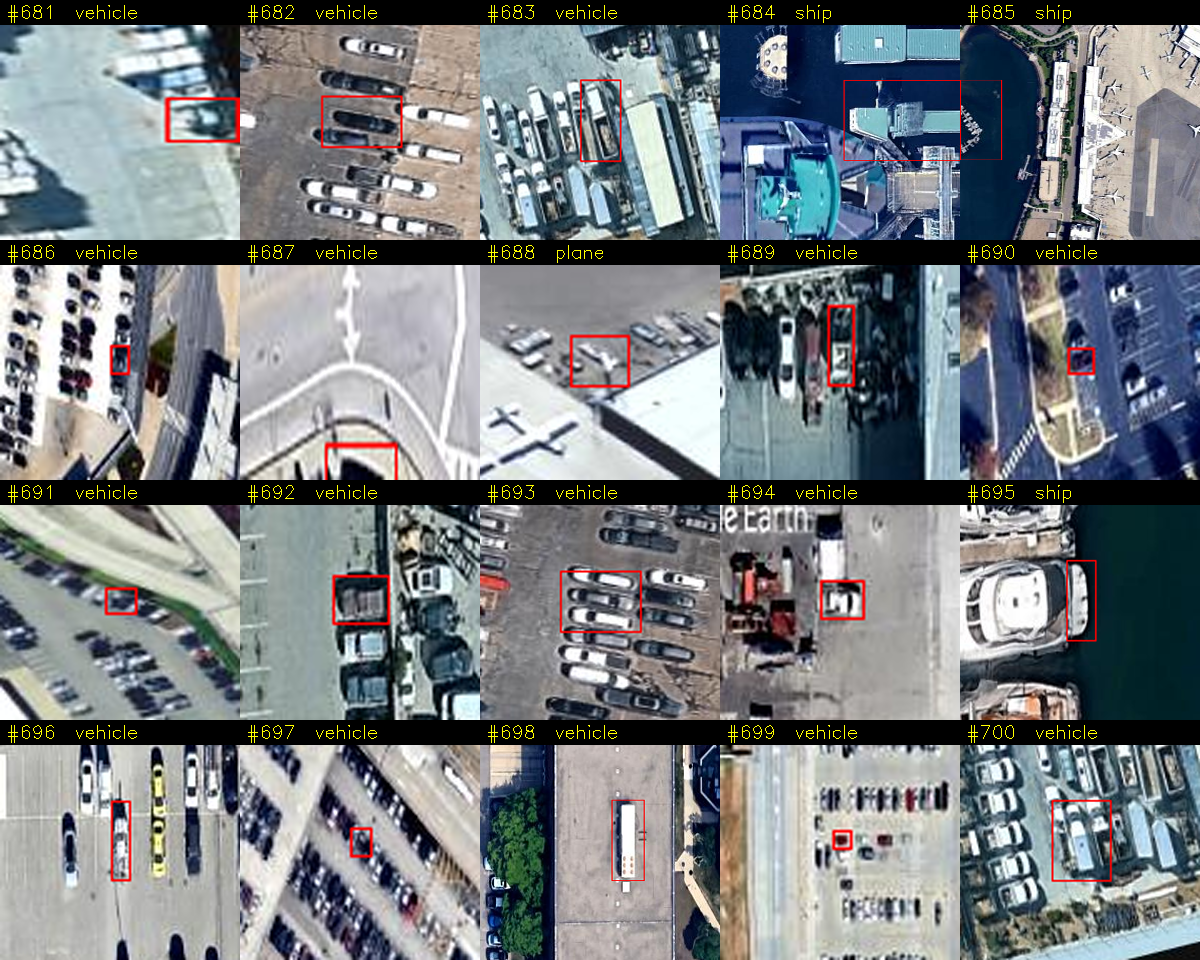 #681 vehicle
#682 vehicle
#683 vehicle
#684 ship
#685 ship
#686 vehicle
#687 vehicle
#688 plane
#689 vehicle
#690 vehicle
#691 vehicle
#692 vehicle
#693 vehicle
#694 vehicle
#695 ship
e Earth
#696 vehicle
#697 vehicle
#698 vehicle
#699 vehicle
#700 vehicle